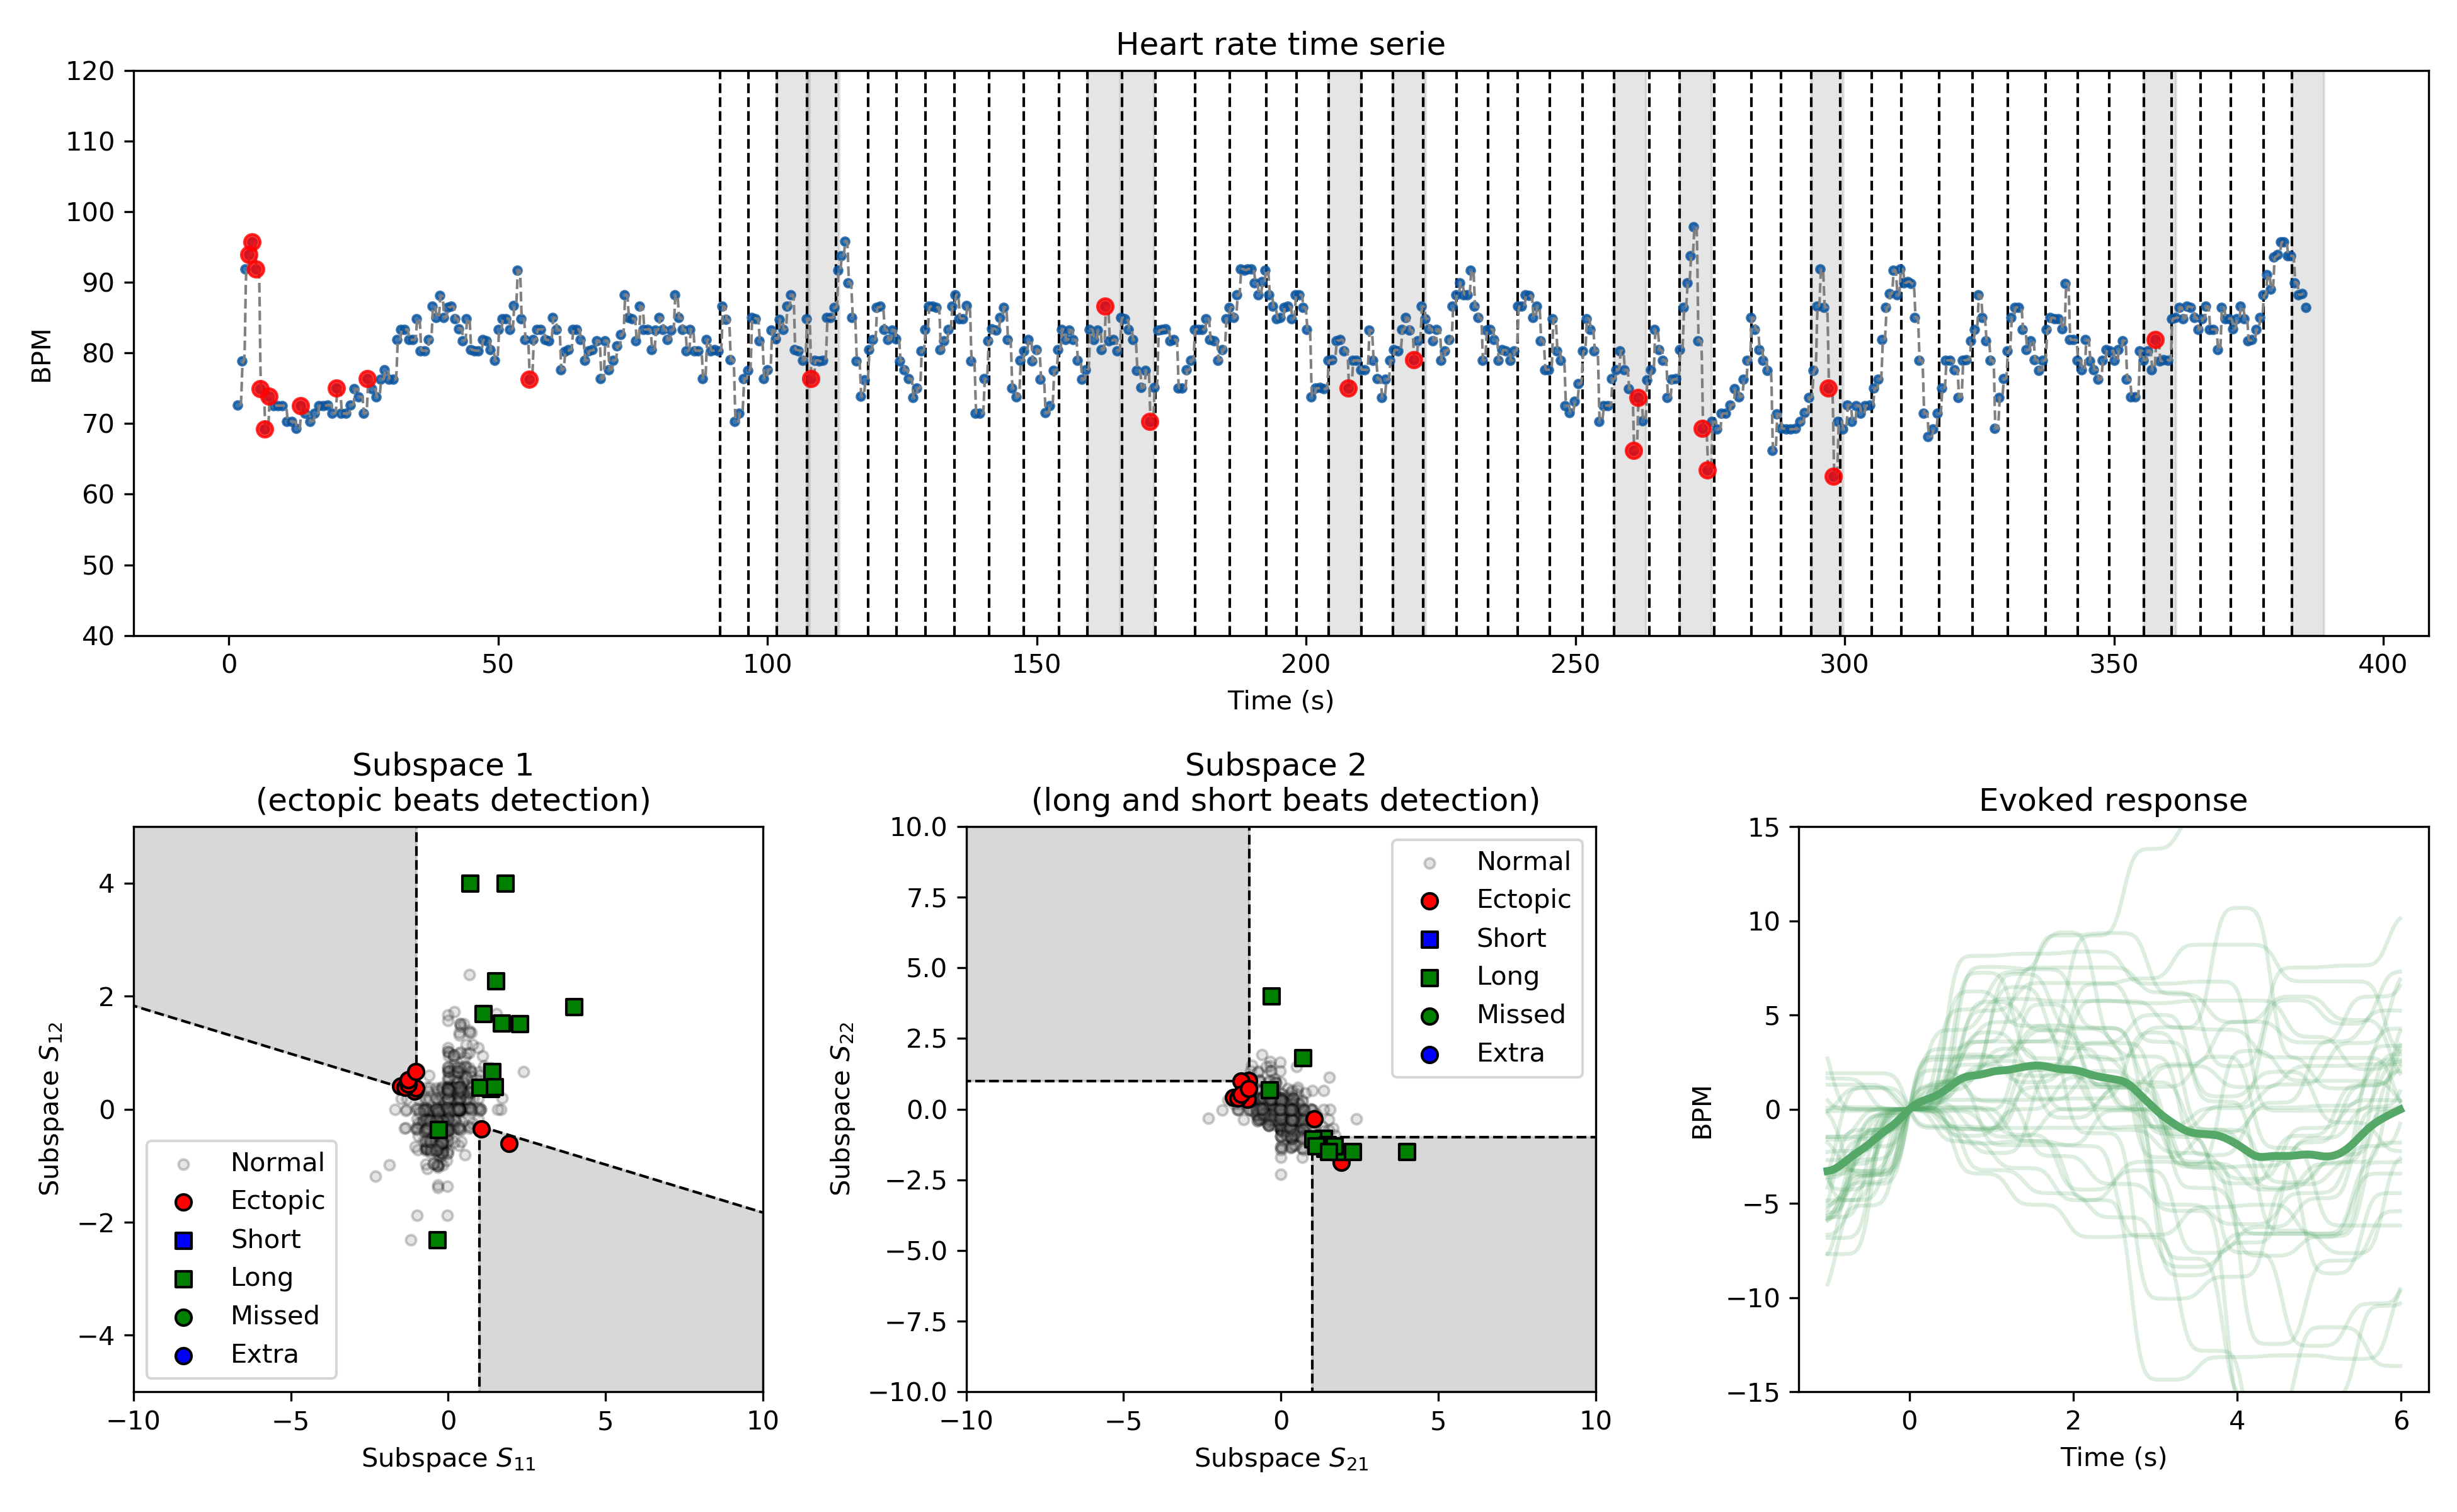 Heart rate time serie
120
110
100
90
80
70
60
50
40
BPM
0 50 100 150 200 250 300 350 400
Time (s)
Subspace 1
(ectopic beats detection)
4
2
0
−2
−4
Subspace S12
Normal
Ectopic
Short
Long
Missed
Extra
−10 −5 0 5 10
Subspace S11
Subspace 2
(long and short beats detection)
10.0
7.5
5.0
2.5
0.0
−2.5
−5.0
−7.5
−10.0
Subspace S22
Normal
Ectopic
Short
Long
Missed
Extra
−10 −5 0 5 10
Subspace S21
Evoked response
15
10
5
0
−5
−10
−15
BPM
0 2 4 6
Time (s)